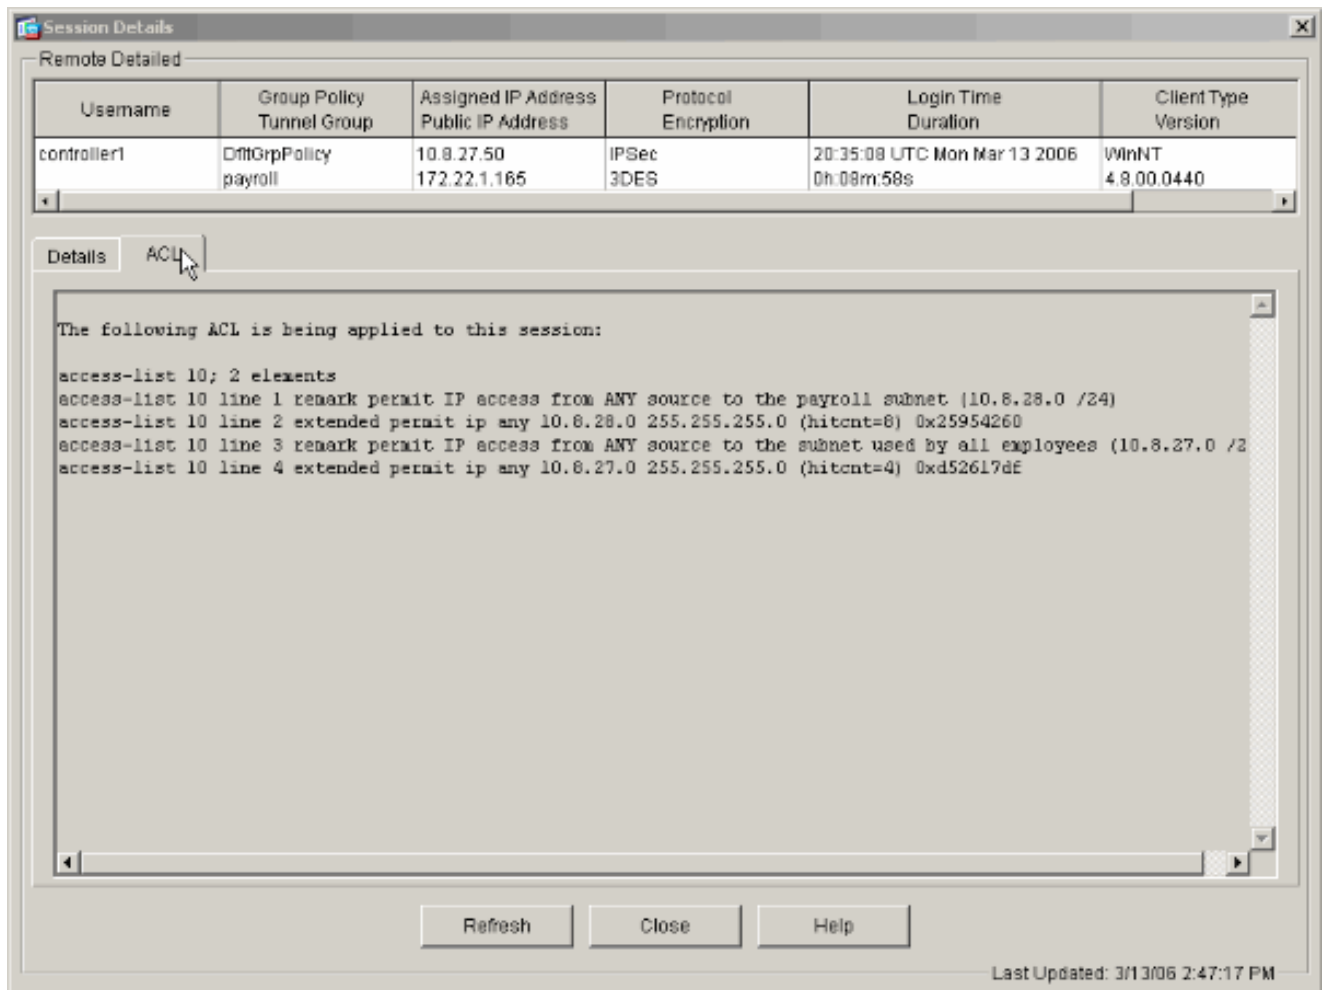 Session Details
Remote Detailed
Username
Group Policy
Tunnel Group
Assigned IP Address
Public IP Address
Protocol
Encryption
Login Time
Duration
Client Type
Version
controller1
DfltGrpPolicy
payroll
10.8.27.50
172.22.1.165
IPSec
3DES
20:35:08 UTC Mon Mar 13 2006
0h:08m:58s
WinNT
4.8.00.0440
Details
ACL
The following ACL is being applied to this session:
access-list 10; 2 elements
access-list 10 line 1 remark permit IP access from ANY source to the payroll subnet (10.8.28.0 /24)
access-list 10 line 2 extended permit ip any 10.8.28.0 255.255.255.0 (hitcnt=8) 0x25954260
access-list 10 line 3 remark permit IP access from ANY source to the subnet used by all employees (10.8.27.0 /2
access-list 10 line 4 extended permit ip any 10.8.27.0 255.255.255.0 (hitcnt=4) 0xd52617df
Refresh
Close
Help
Last Updated: 3/13/06 2:47:17 PM